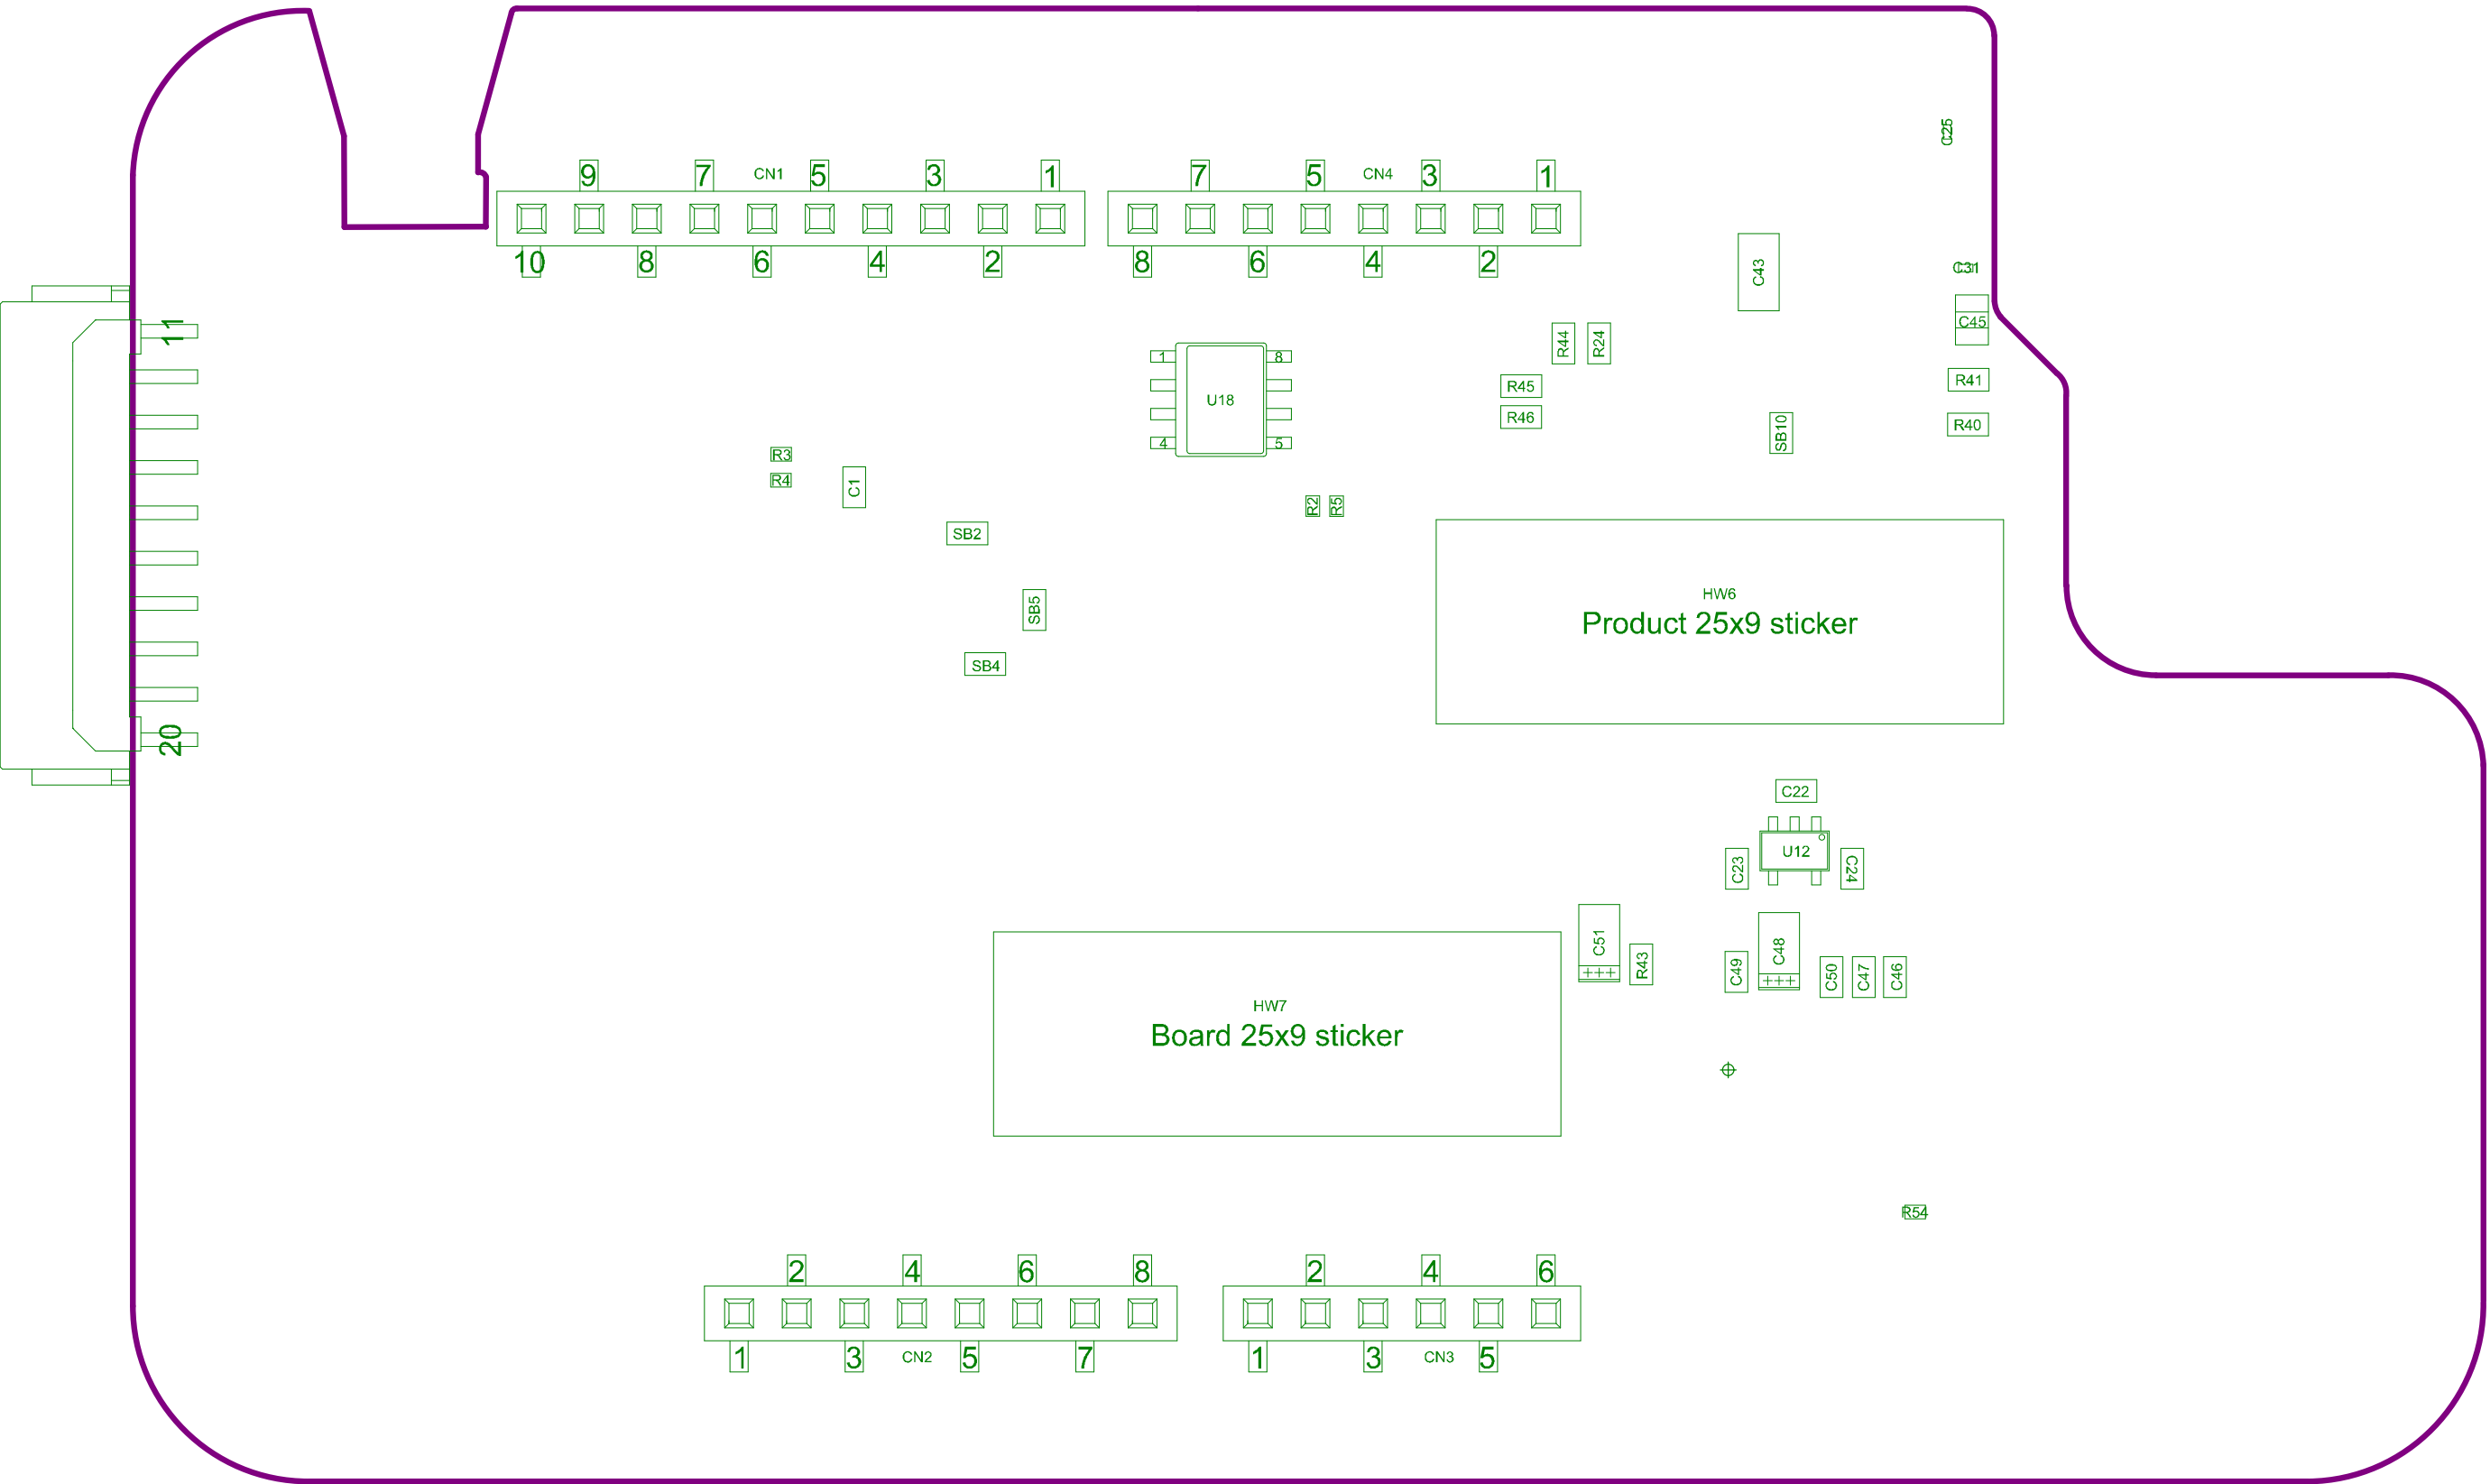 C25
9 7 CN1 5 3 1 7 5 CN4 3 1
10 8 6 4 2 8 6 4 2
C43
C31
11
C45
R44
R24
1 8
U18
4 5
R45
R41
R46
R40
SB10
R3
R4
C1
R2
R5
SB2
SB5
SB4
HW6
Product 25x9 sticker
20
C22
U12
C23
C24
C51
C48
R43
C49
C50
C47
C46
+++
+++
HW7
Board 25x9 sticker
R54
2 4 6 8 2 4 6
1 3 CN2 5 7 1 3 CN3 5